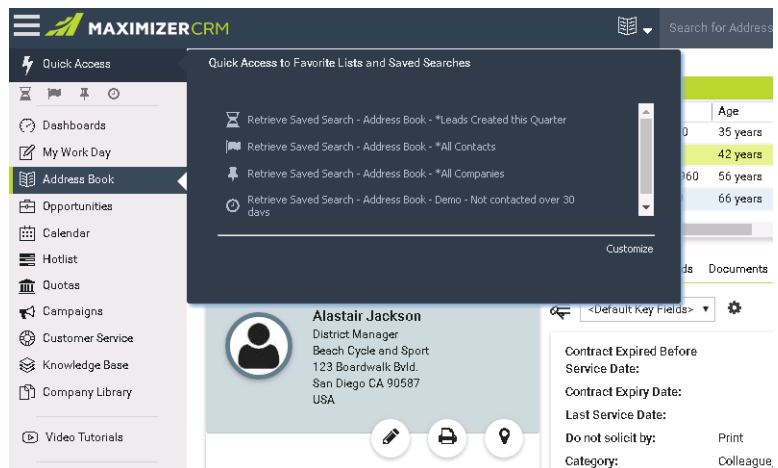 MAXIMIZERCRM
Search for Address
Quick Access
Quick Access to Favorite Lists and Saved Searches
Retrieve Saved Search - Address Book - *Leads Created this Quarter
Retrieve Saved Search - Address Book - *All Contacts
Retrieve Saved Search - Address Book - *All Companies
Retrieve Saved Search - Address Book - Demo - Not contacted over 30
days
Customize
Dashboards
My Work Day
Address Book
Opportunities
Calendar
Hotlist
Quotas
Campaigns
Customer Service
Knowledge Base
Company Library
Video Tutorials
Age
35 years
42 years
960 56 years
66 years
Documents
Alastair Jackson
District Manager
Beach Cycle and Sport
123 Boardwalk Bvld.
San Diego CA 90587
USA
<Default Key Fields>
Contract Expired Before
Service Date:
Contract Expiry Date:
Last Service Date:
Do not solicit by: Print
Category: Colleague,